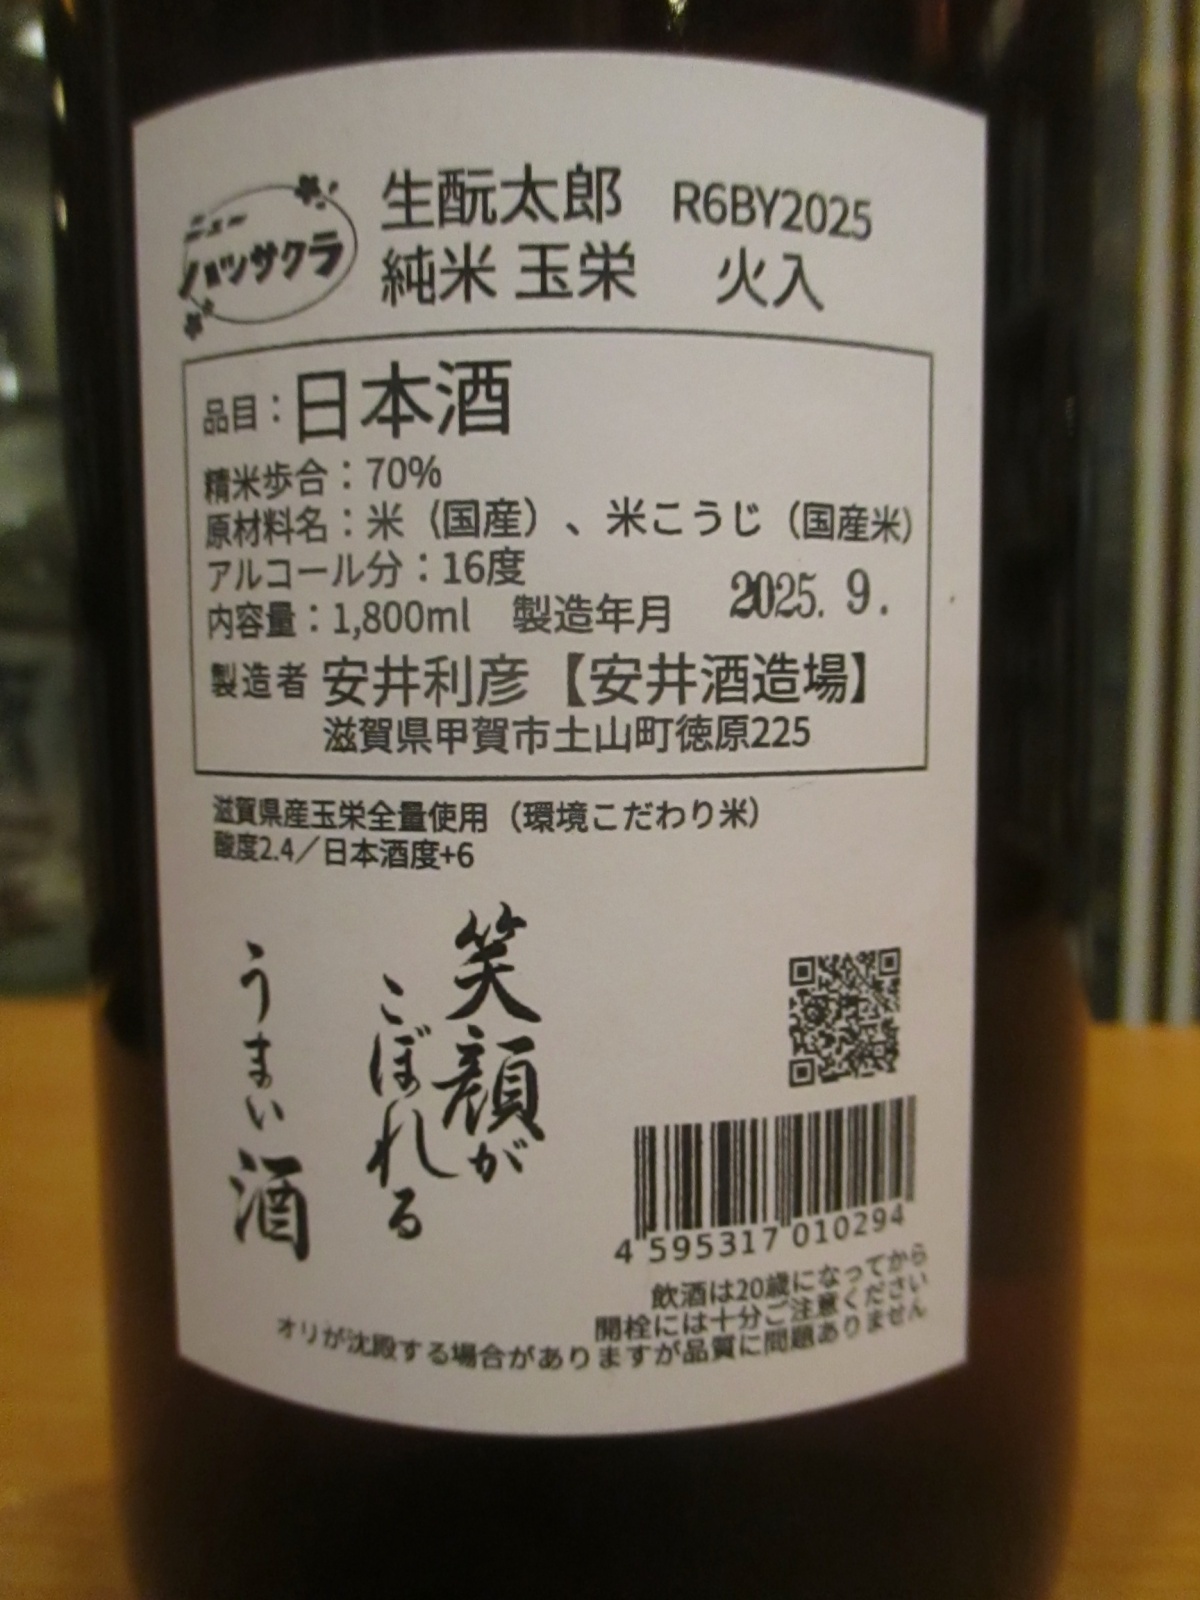 ニュー
ハツサクラ
生酛太郎 R6BY2025
純米 玉栄 火入
品目：日本酒
精米歩合：70%
原材料名：米（国産）、米こうじ（国産米）
アルコール分：16度
内容量：1,800ml 製造年月 2025. 9.
製造者 安井利彦【安井酒造場】
滋賀県甲賀市土山町徳原225
滋賀県産玉栄全量使用（環境こだわり米）
酸度2.4／日本酒度+6
笑顔が
こぼれる
うまい酒
4 595317 010294
飲酒は20歳になってから
開栓には十分ご注意ください
オリが沈殿する場合がありますが品質に問題ありません